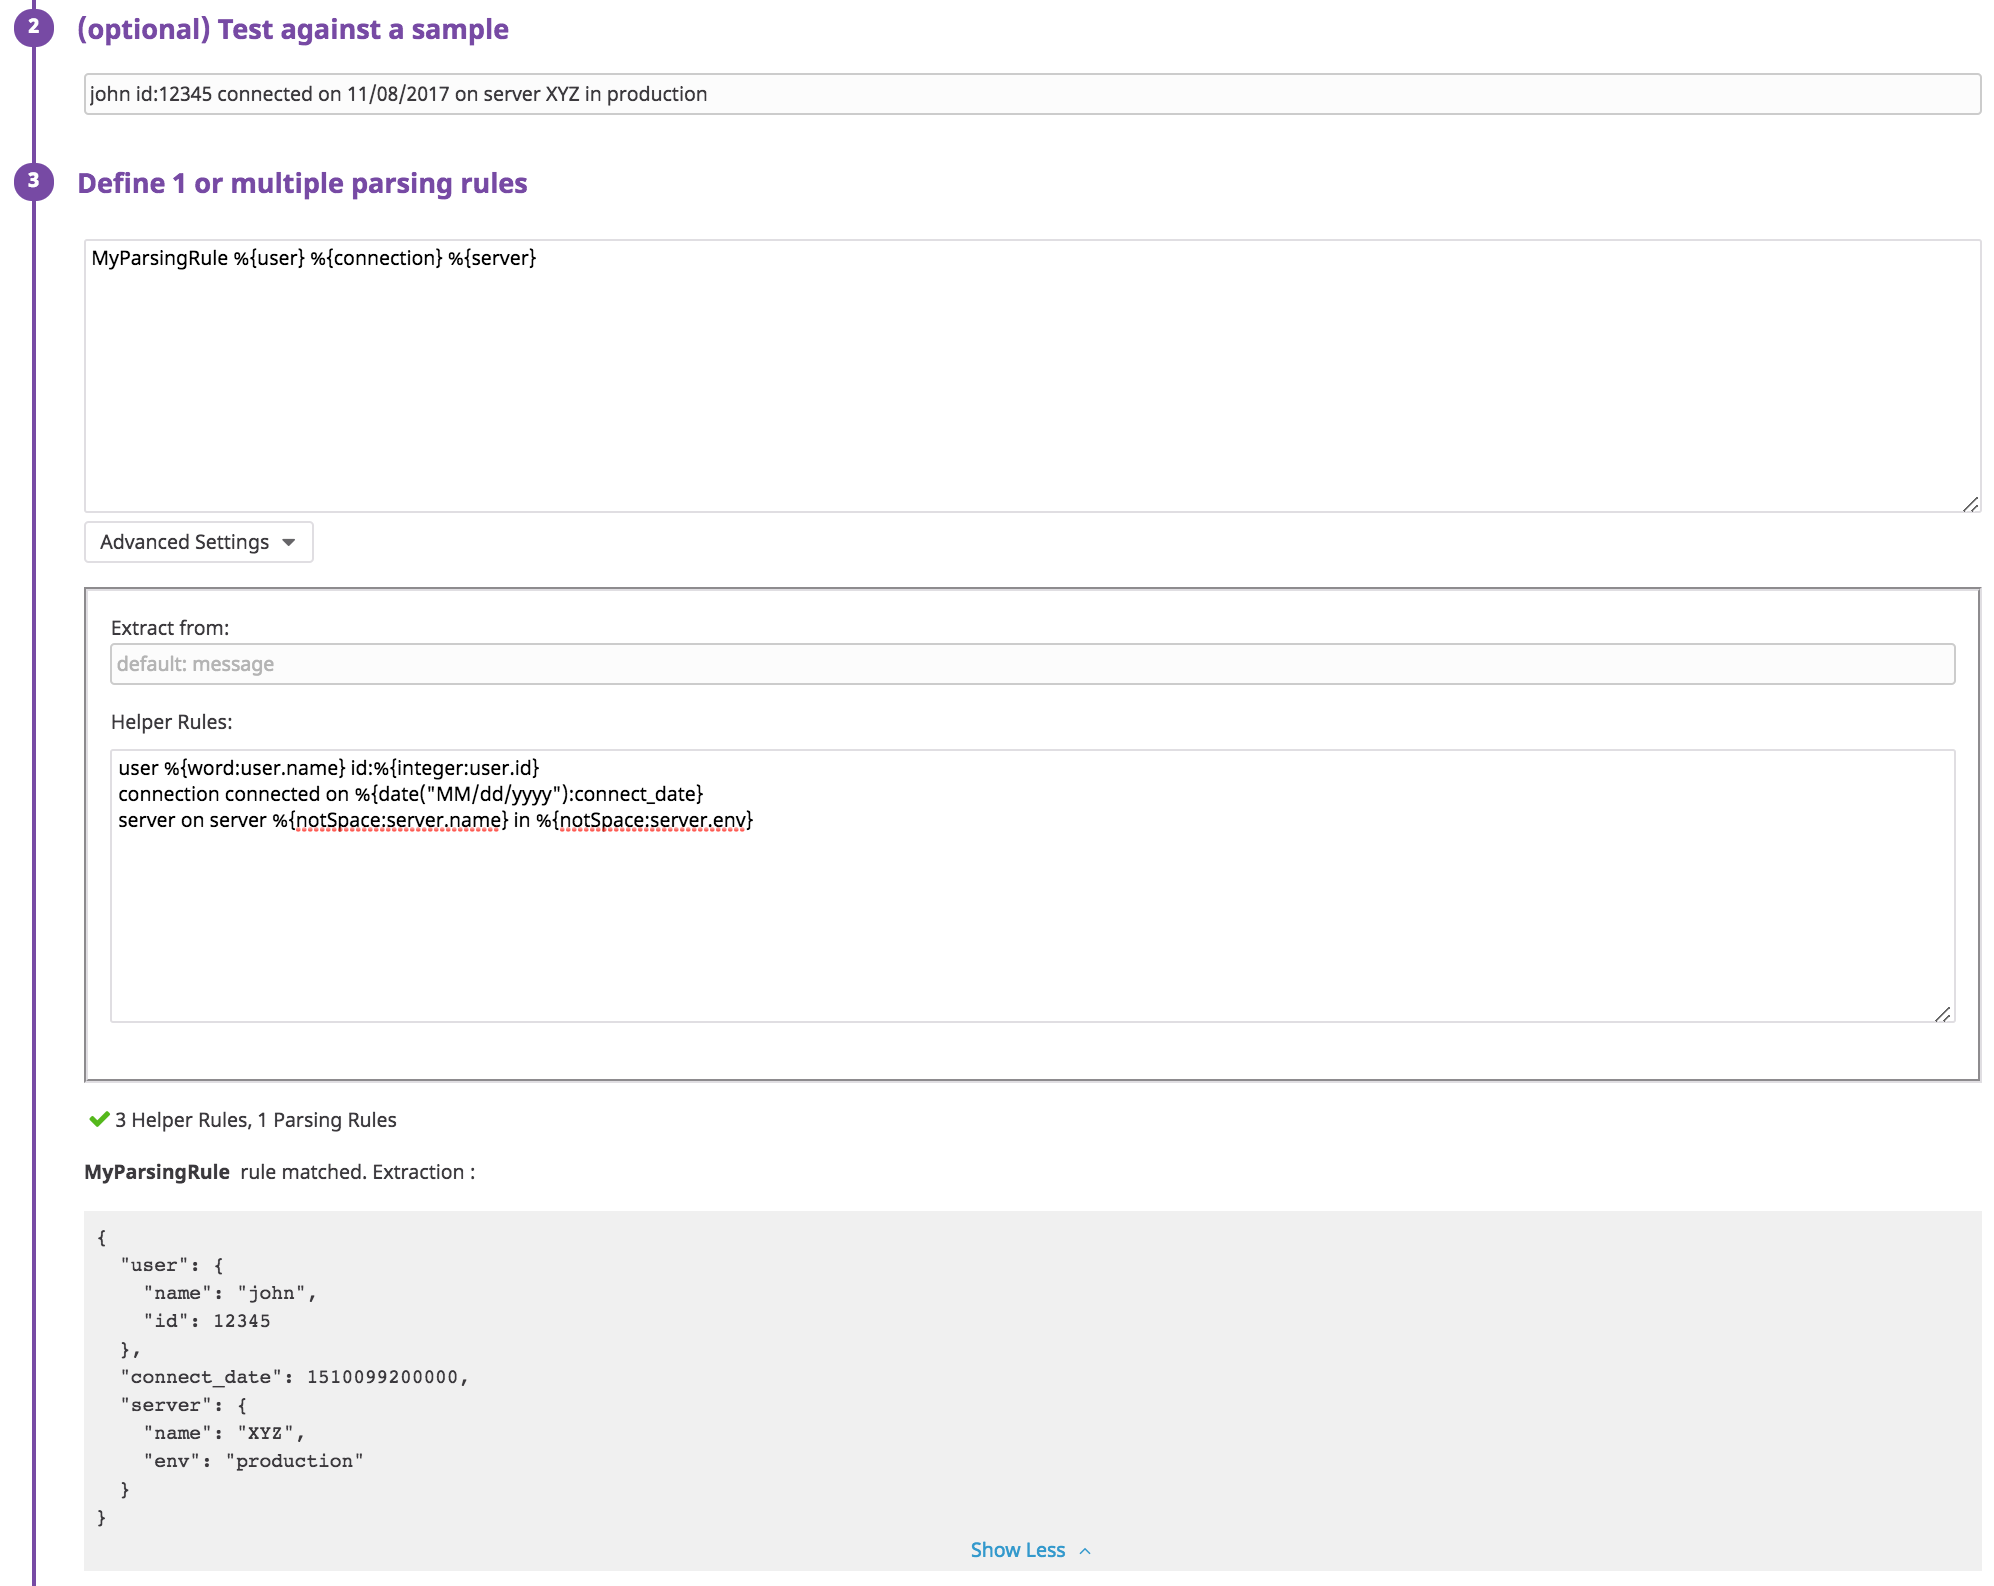 2
(optional) Test against a sample
john id:12345 connected on 11/08/2017 on server XYZ in production
3
Define 1 or multiple parsing rules
MyParsingRule %{user} %{connection} %{server}
Advanced Settings
Extract from:
default: message
Helper Rules:
user %{word:user.name} id:%{integer:user.id}
connection connected on %{date("MM/dd/yyyy"):connect_date}
server on server %{notSpace:server.name} in %{notSpace:server.env}
3 Helper Rules, 1 Parsing Rules
MyParsingRule rule matched. Extraction :
{
  "user": {
    "name": "john",
    "id": 12345
  },
  "connect_date": 1510099200000,
  "server": {
    "name": "XYZ",
    "env": "production"
  }
}
Show Less